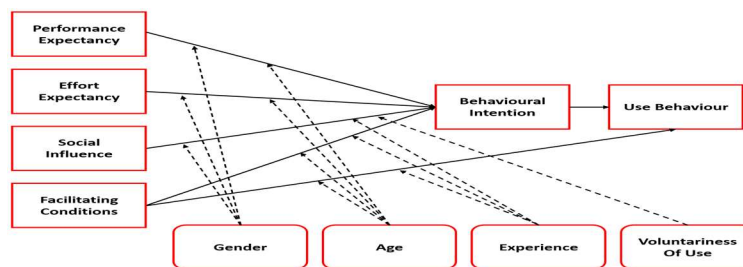 Performance
Expectancy
Effort
Expectancy
Social
Influence
Facilitating
Conditions
Behavioural
Intention
Use Behaviour
Gender
Age
Experience
Voluntariness
Of Use